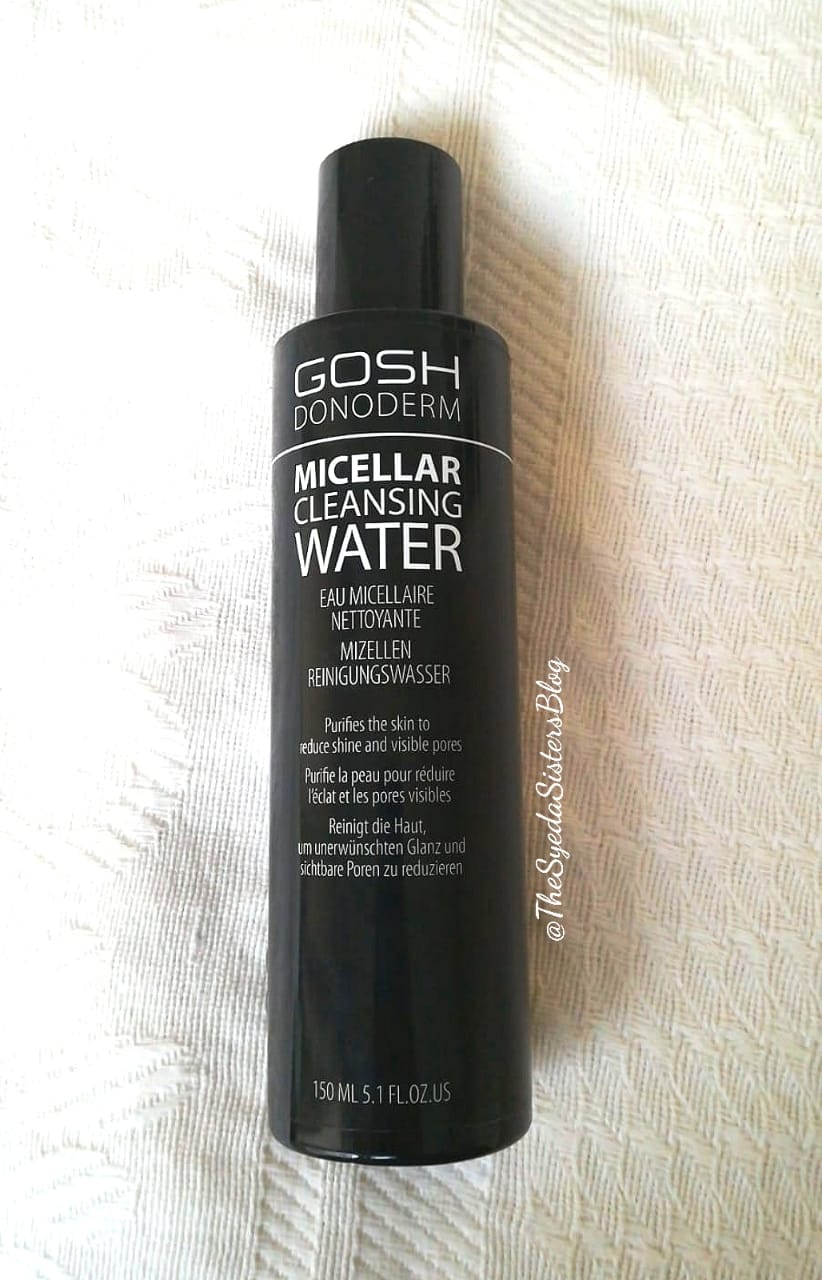 GOSH
DONODERM
MICELLAR
CLEANSING
WATER
EAU MICELLAIRE
NETTOYANTE
MIZELLEN
REINIGUNGSWASSER
Purifies the skin to
reduce shine and visible pores
Purifie la peau pour réduire
l'éclat et les pores visibles
Reinigt die Haut,
um unerwünschten Glanz und
sichtbare Poren zu reduzieren
150 ML 5.1 FL.OZ.US
@TheSyedaSistersBlog